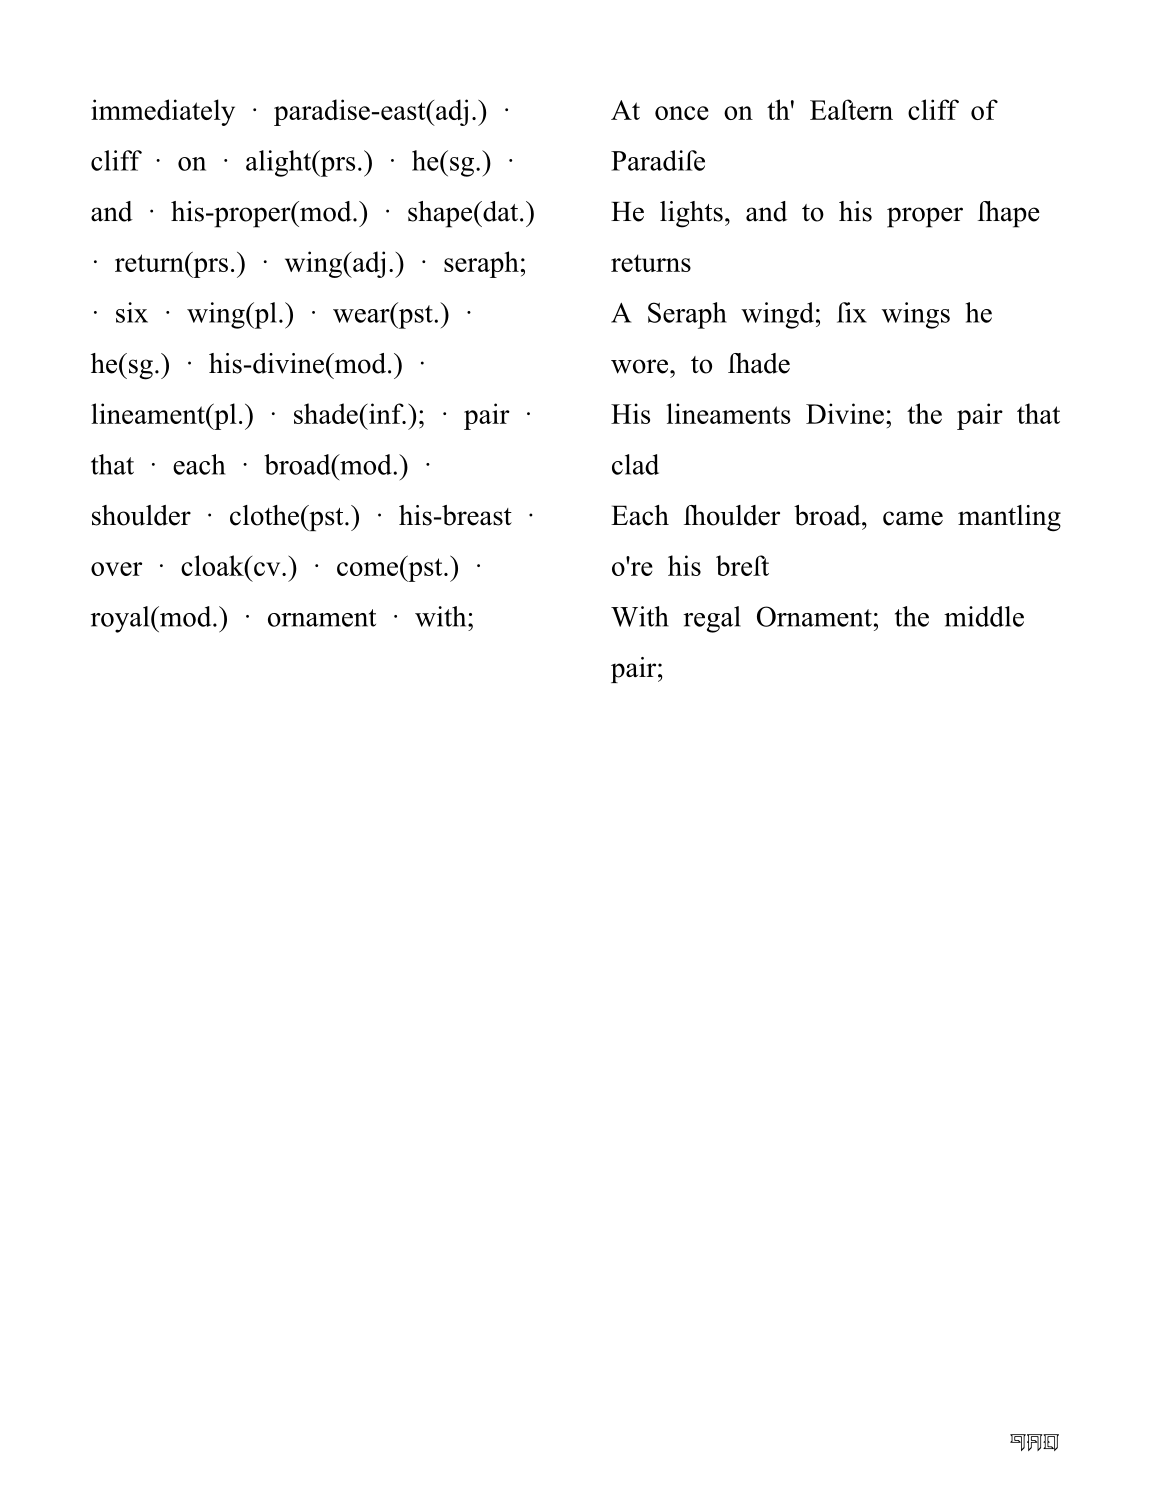 immediately · paradise-east(adj.) ·
cliff · on · alight(prs.) · he(sg.) ·
and · his-proper(mod.) · shape(dat.)
· return(prs.) · wing(adj.) · seraph;
· six · wing(pl.) · wear(pst.) ·
he(sg.) · his-divine(mod.) ·
lineament(pl.) · shade(inf.); · pair ·
that · each · broad(mod.) ·
shoulder · clothe(pst.) · his-breast ·
over · cloak(cv.) · come(pst.) ·
royal(mod.) · ornament · with;
At once on th' Eaſtern cliff of
Paradiſe
He lights, and to his proper ſhape
returns
A Seraph wingd; ſix wings he
wore, to ſhade
His lineaments Divine; the pair that
clad
Each ſhoulder broad, came mantling
o're his breſt
With regal Ornament; the middle
pair;